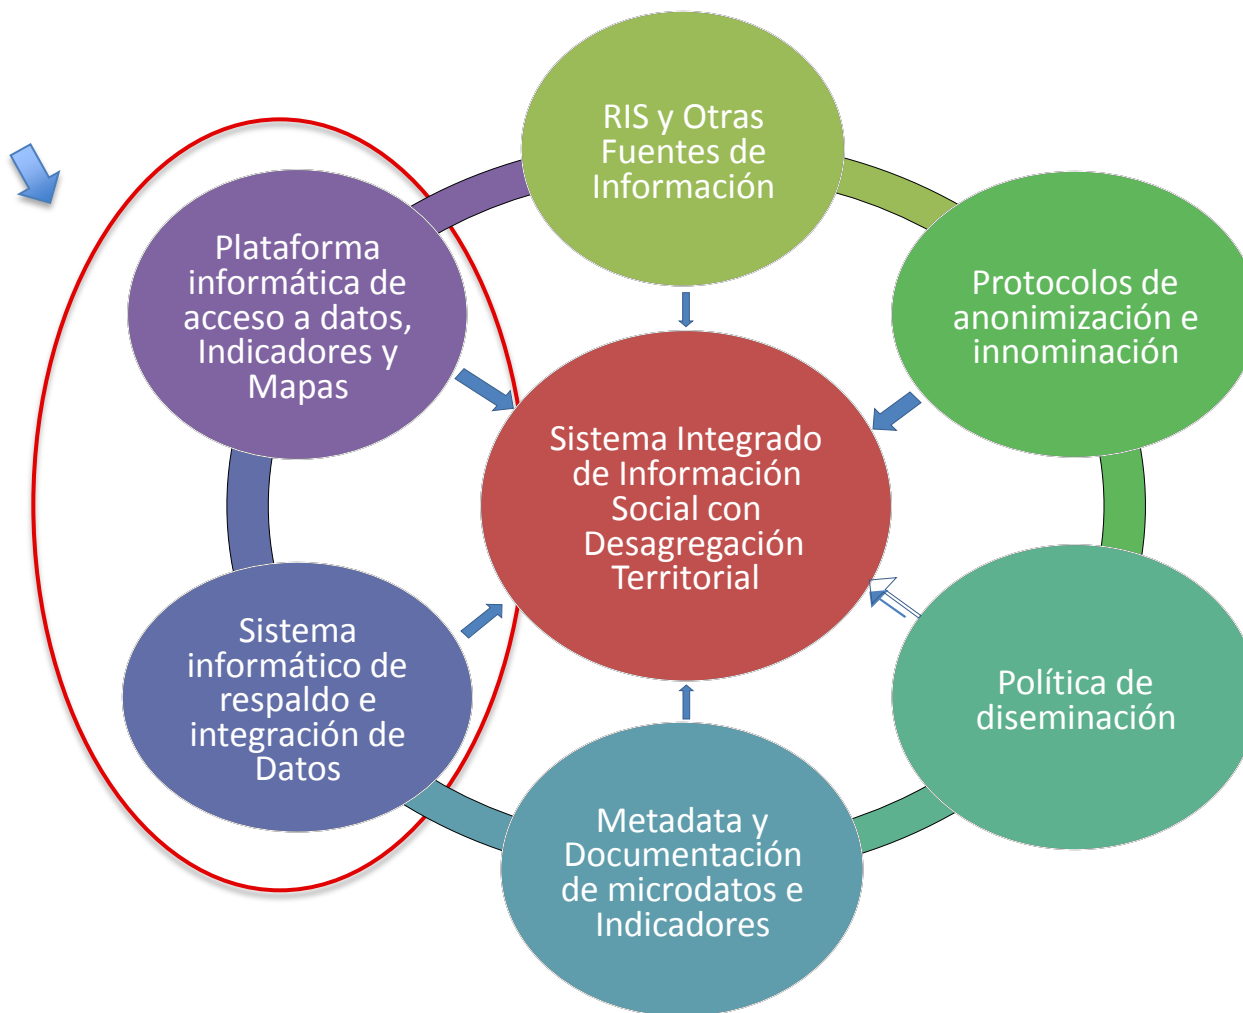 RIS y Otras
Fuentes de
Información
Plataforma
informática de
acceso a datos,
Indicadores y
Mapas
Protocolos de
anonimización e
innominación
Sistema Integrado
de Información
Social con
Desagregación
Territorial
Sistema
informático de
respaldo e
integración de
Datos
Política de
diseminación
Metadata y
Documentación
de microdatos e
Indicadores